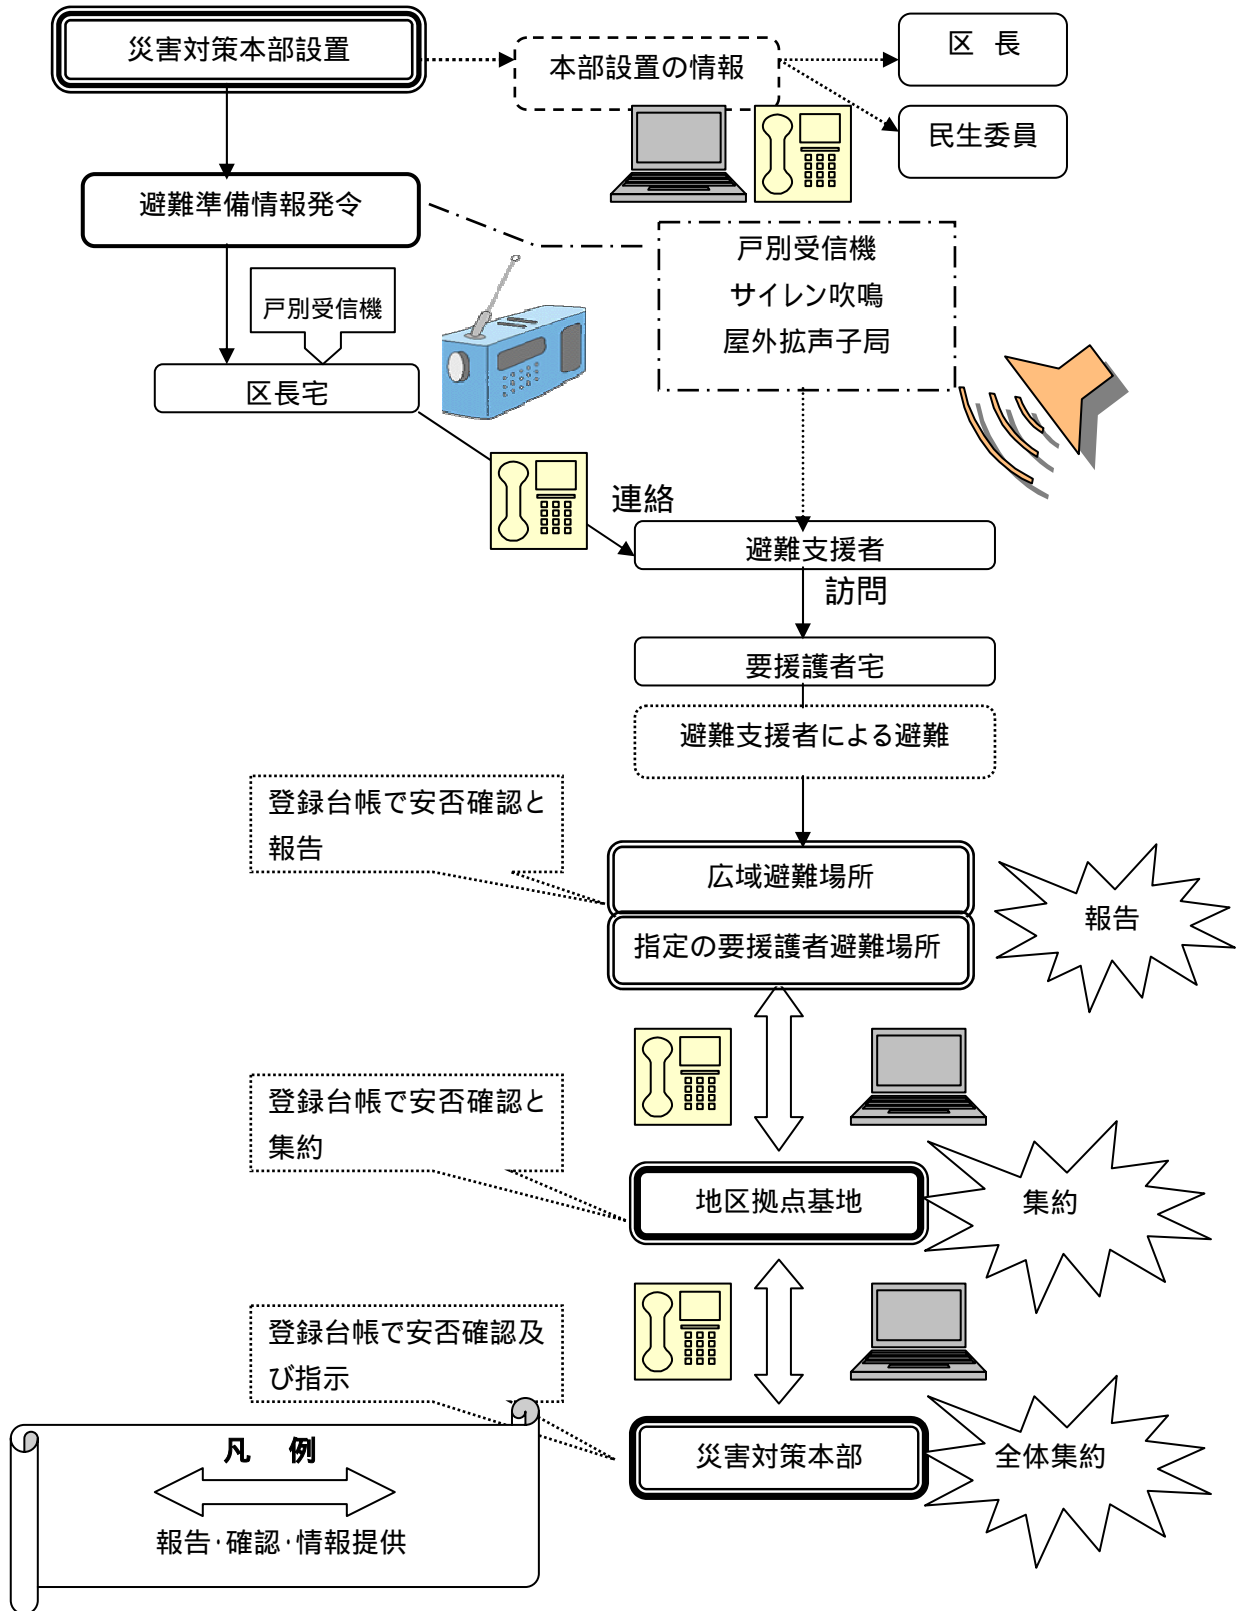 災害対策本部設置
本部設置の情報
区 長
民生委員
避難準備情報発令
戸別受信機
サイレン吹鳴
屋外拡声子局
戸別受信機
区長宅
連絡
避難支援者
訪問
要援護者宅
避難支援者による避難
登録台帳で安否確認と
報告
広域避難場所
指定の要援護者避難場所
報告
登録台帳で安否確認と
集約
地区拠点基地
集約
登録台帳で安否確認及
び指示
災害対策本部
全体集約
凡 例
報告・確認・情報提供